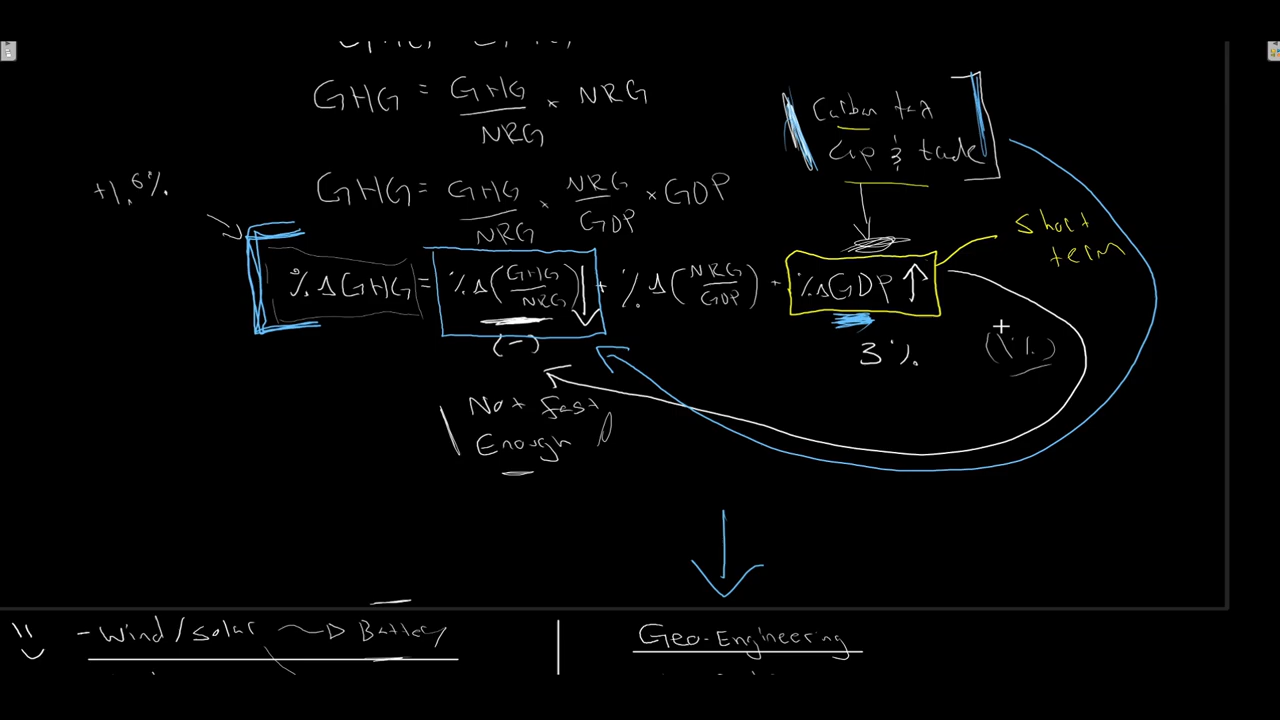 GHG = GHG/NRG × NRG
Carbon tax
Cap & trade
+1.6%
GHG = GHG/NRG × NRG/GDP × GDP
Short
term
%ΔGHG = %Δ(GHG/NRG)↓ + %Δ(NRG/GDP) + %ΔGDP ↑
(-)
3%
Not fast
Enough
- Wind/Solar → Battery
Geo-Engineering